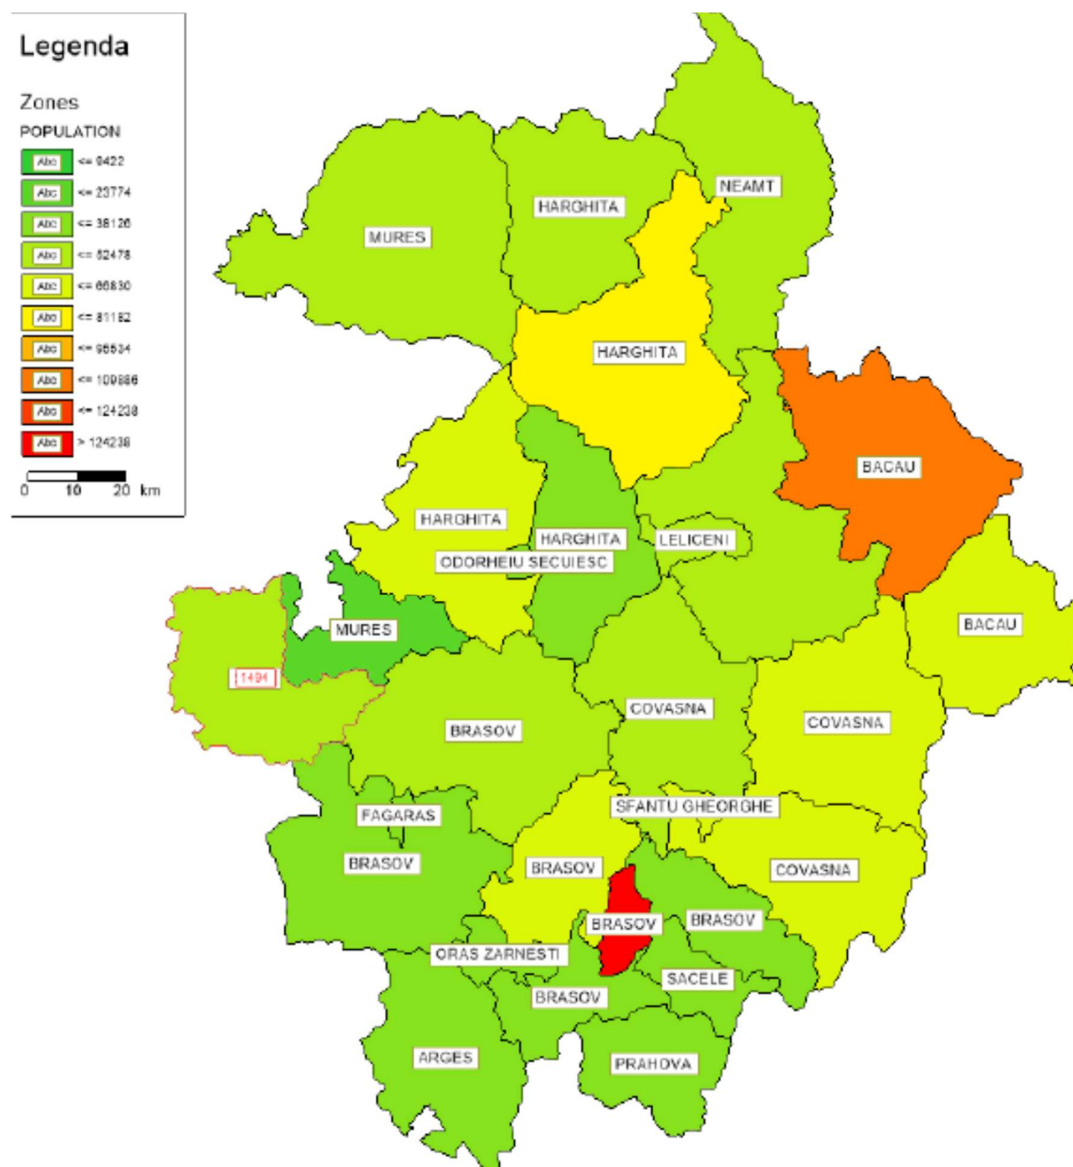 Legenda
Zones
POPULATION
Abc <= 9422
Abc <= 23774
Abc <= 38126
Abc <= 52478
Abc <= 66830
Abc <= 81182
Abc <= 95534
Abc <= 109886
Abc <= 124238
Abc > 124238
0 10 20 km
NEAMT
HARGHITA
MURES
HARGHITA
BACAU
HARGHITA
HARGHITA
LELICENI
ODORHEIU SECUIESC
MURES
BACAU
[1494]
COVASNA
COVASNA
BRASOV
SFANTU GHEORGHE
FAGARAS
BRASOV
BRASOV
COVASNA
BRASOV
BRASOV
ORAS ZARNESTI
SACELE
BRASOV
ARGES
PRAHOVA